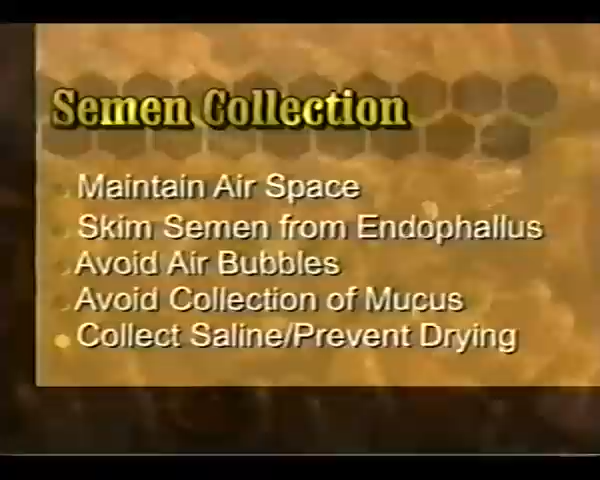 Semen Collection
Maintain Air Space
Skim Semen from Endophallus
Avoid Air Bubbles
Avoid Collection of Mucus
Collect Saline/Prevent Drying